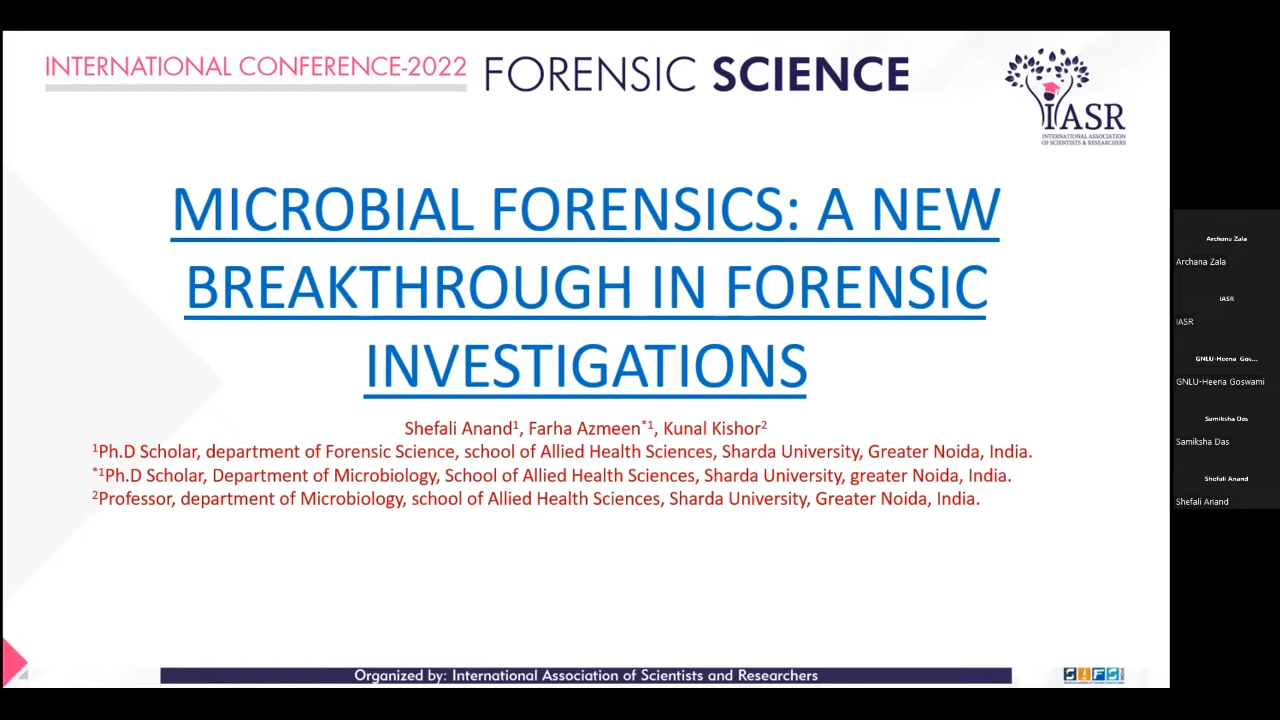 INTERNATIONAL CONFERENCE-2022 FORENSIC SCIENCE
IASR
INTERNATIONAL ASSOCIATION
OF SCIENTISTS & RESEARCHERS
MICROBIAL FORENSICS: A NEW
BREAKTHROUGH IN FORENSIC
INVESTIGATIONS
Shefali Anand¹, Farha Azmeen*¹, Kunal Kishor²
¹Ph.D Scholar, department of Forensic Science, school of Allied Health Sciences, Sharda University, Greater Noida, India.
*¹Ph.D Scholar, Department of Microbiology, School of Allied Health Sciences, Sharda University, greater Noida, India.
²Professor, department of Microbiology, school of Allied Health Sciences, Sharda University, Greater Noida, India.
Organized by: International Association of Scientists and Researchers
SIFS
Archana Zala
Archana Zala
IASR
IASR
GNLU-Heena Gos...
GNLU-Heena Goswami
Samiksha Das
Samiksha Das
Shefali Anand
Shefali Anand